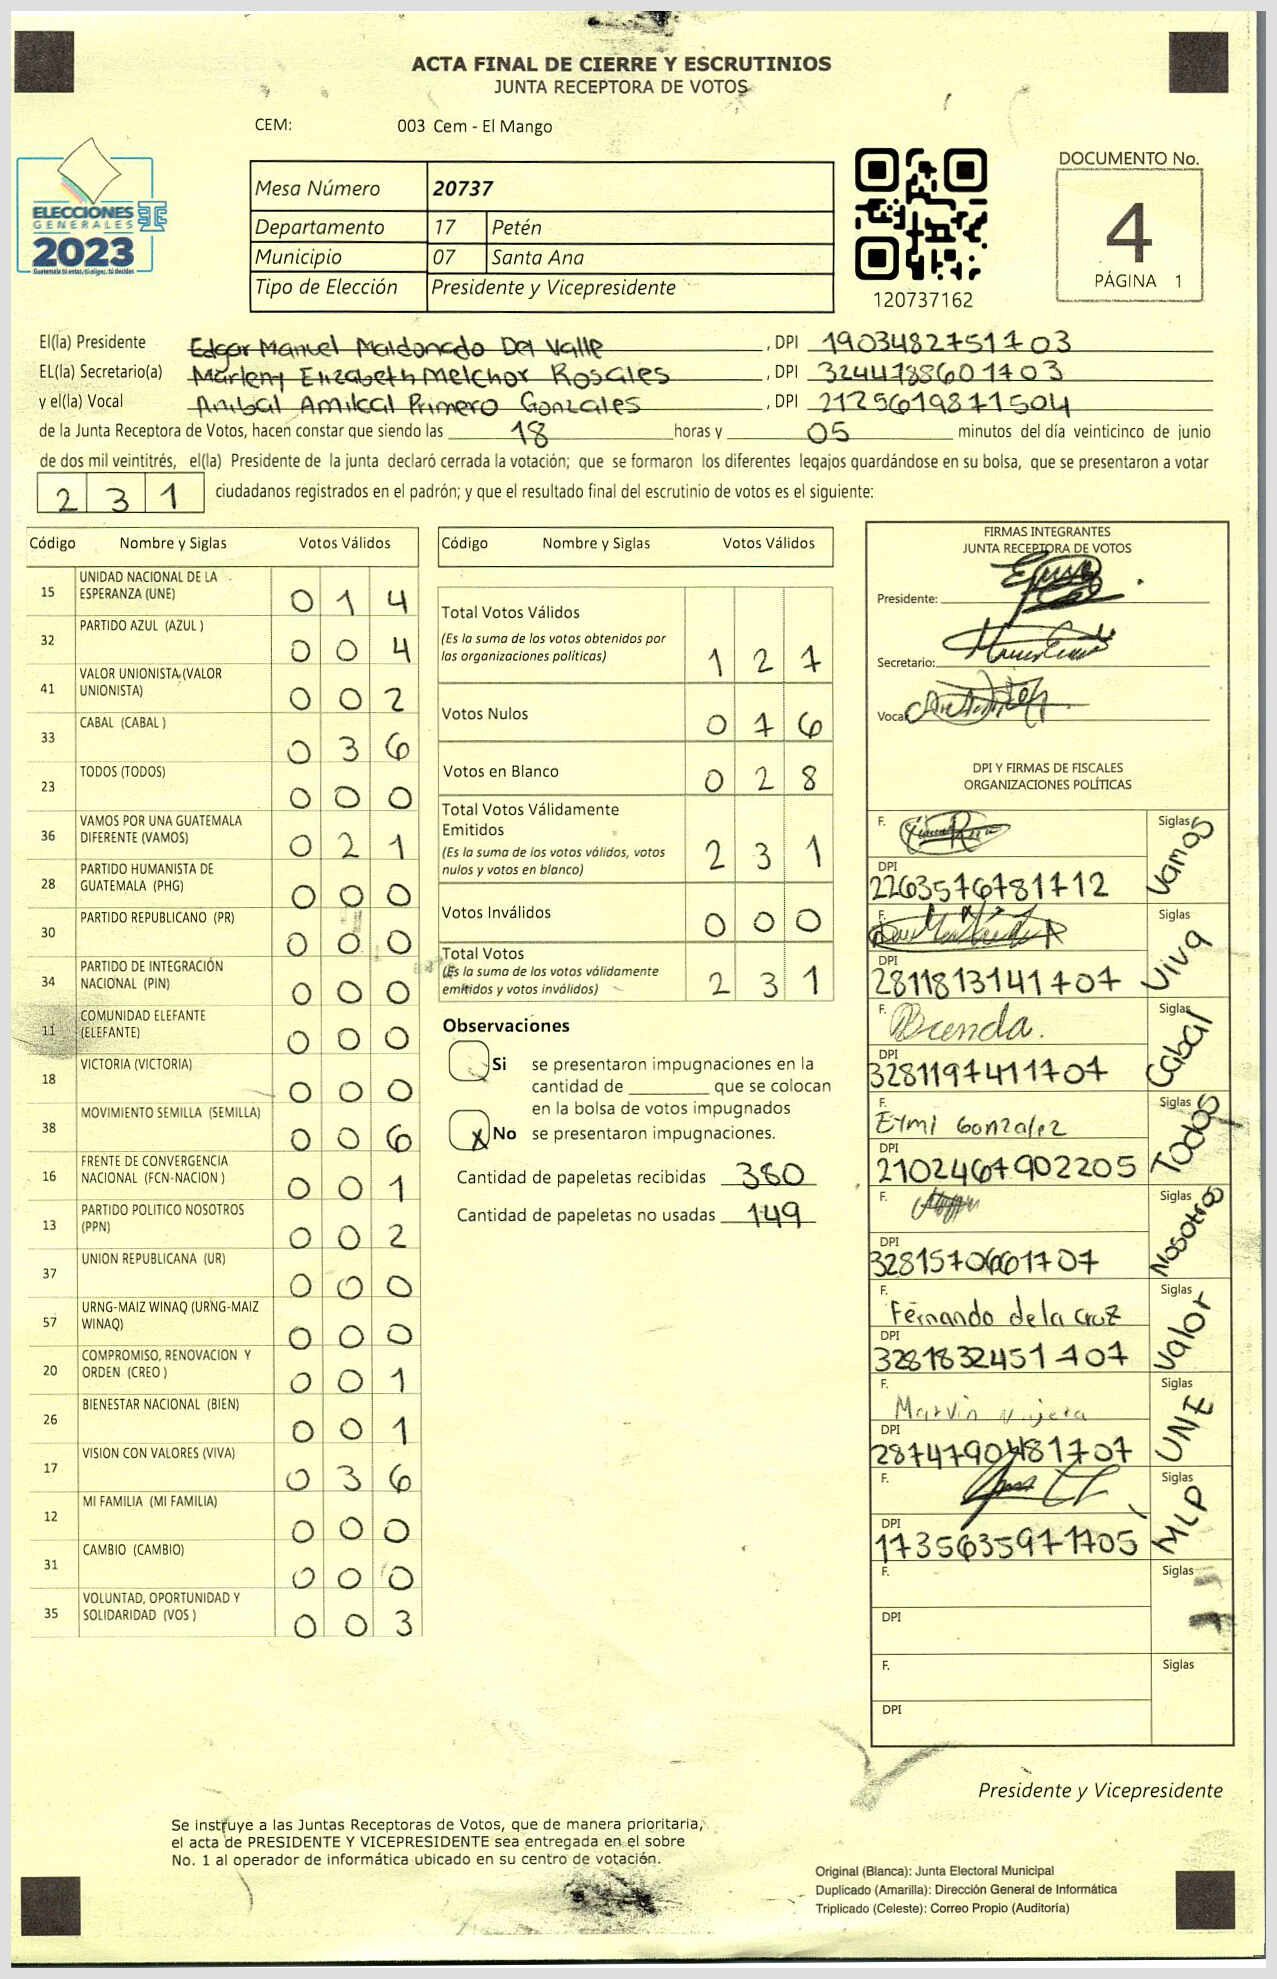 ACTA FINAL DE CIERRE Y ESCRUTINIOS
JUNTA RECEPTORA DE VOTOS
CEM: 003 Cem - El Mango
ELECCIONES
GENERALES
2023
Guatemala tú estas, tú eliges, tú decides
Mesa Número 20737
Departamento 17 Petén
Municipio 07 Santa Ana
Tipo de Elección Presidente y Vicepresidente
120737162
DOCUMENTO No.
4
PÁGINA 1
El(la) Presidente Edgar Manuel Maldonado Del Valle, DPI 1903482751703
EL(la) Secretario(a) Marleny Elizabeth Melchor Rosales, DPI 3244788601703
y el(la) Vocal Anibal Amilcal Primero Gonzales, DPI 2125619871504
de la Junta Receptora de Votos, hacen constar que siendo las 18 horas y 05 minutos del día veinticinco de junio
de dos mil veintitrés, el(la) Presidente de la junta declaró cerrada la votación; que se formaron los diferentes legajos guardándose en su bolsa, que se presentaron a votar
231 ciudadanos registrados en el padrón; y que el resultado final del escrutinio de votos es el siguiente:
Código Nombre y Siglas Votos Válidos
15 UNIDAD NACIONAL DE LA ESPERANZA (UNE) 0 1 4
32 PARTIDO AZUL (AZUL ) 0 0 4
41 VALOR UNIONISTA (VALOR UNIONISTA) 0 0 2
33 CABAL (CABAL ) 0 3 6
23 TODOS (TODOS) 0 0 0
36 VAMOS POR UNA GUATEMALA DIFERENTE (VAMOS) 0 2 1
28 PARTIDO HUMANISTA DE GUATEMALA (PHG) 0 0 0
30 PARTIDO REPUBLICANO (PR) 0 0 0
34 PARTIDO DE INTEGRACIÓN NACIONAL (PIN) 0 0 0
11 COMUNIDAD ELEFANTE (ELEFANTE) 0 0 0
18 VICTORIA (VICTORIA) 0 0 0
38 MOVIMIENTO SEMILLA (SEMILLA) 0 0 6
16 FRENTE DE CONVERGENCIA NACIONAL (FCN-NACION ) 0 0 1
13 PARTIDO POLITICO NOSOTROS (PPN) 0 0 2
37 UNION REPUBLICANA (UR) 0 0 0
57 URNG-MAIZ WINAQ (URNG-MAIZ WINAQ) 0 0 0
20 COMPROMISO, RENOVACION Y ORDEN (CREO ) 0 0 1
26 BIENESTAR NACIONAL (BIEN) 0 0 1
17 VISION CON VALORES (VIVA) 0 3 6
12 MI FAMILIA (MI FAMILIA) 0 0 0
31 CAMBIO (CAMBIO) 0 0 0
35 VOLUNTAD, OPORTUNIDAD Y SOLIDARIDAD (VOS ) 0 0 3
Código Nombre y Siglas Votos Válidos
Total Votos Válidos
(Es la suma de los votos obtenidos por
las organizaciones políticas) 1 2 7
Votos Nulos 0 7 6
Votos en Blanco 0 2 8
Total Votos Válidamente
Emitidos
(Es la suma de los votos válidos, votos
nulos y votos en blanco) 2 3 1
Votos Inválidos 0 0 0
Total Votos
(Es la suma de los votos válidamente
emitidos y votos inválidos) 2 3 1
Observaciones
Si se presentaron impugnaciones en la
cantidad de ________ que se colocan
en la bolsa de votos impugnados
X No se presentaron impugnaciones.
Cantidad de papeletas recibidas 380
Cantidad de papeletas no usadas 149
FIRMAS INTEGRANTES
JUNTA RECEPTORA DE VOTOS
Presidente:
Secretario:
Vocal
DPI Y FIRMAS DE FISCALES
ORGANIZACIONES POLÍTICAS
F. Siglas Vamos
DPI 2263576781712
F. Siglas Viva
DPI 2811813141707
F. Brenda. Siglas Cabal
DPI 3281197411707
F. Eymi Gonzalez Siglas Todos
DPI 2102467902205
F. Siglas Nosotros
DPI 3281570661707
F. Fernando de la Cruz Siglas Valor
DPI 3281832451707
F. Marvin Najera Siglas UNE
DPI 2874790481707
F. Siglas MLP
DPI 1735635971705
F. Siglas
DPI
F. Siglas
DPI
Presidente y Vicepresidente
Se instruye a las Juntas Receptoras de Votos, que de manera prioritaria,
el acta de PRESIDENTE Y VICEPRESIDENTE sea entregada en el sobre
No. 1 al operador de informática ubicado en su centro de votación.
Original (Blanca): Junta Electoral Municipal
Duplicado (Amarilla): Dirección General de Informática
Triplicado (Celeste): Correo Propio (Auditoría)